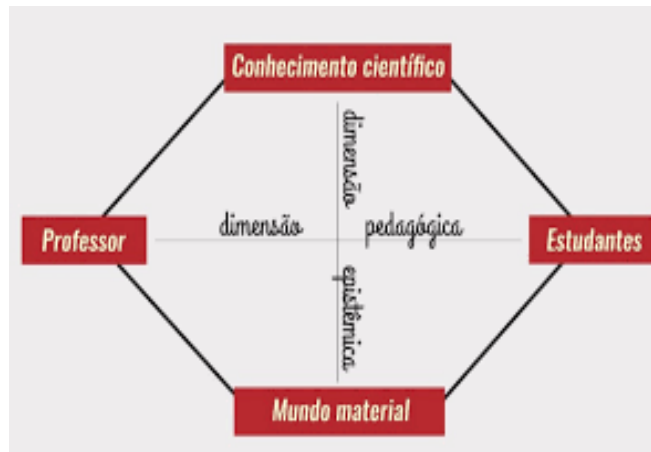 Conhecimento científico
dimensão
epistêmica
dimensão pedagógica
Professor
Estudantes
Mundo material